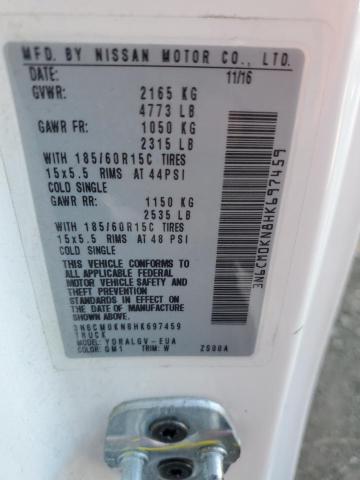 MFD. BY NISSAN MOTOR CO., LTD.
DATE: 11/16
GVWR: 2165 KG
4773 LB
GAWR FR: 1050 KG
2315 LB
WITH 185/60R15C TIRES
15x5.5 RIMS AT 44PSI
COLD SINGLE
GAWR RR: 1150 KG
2535 LB
WITH 185/60R15C TIRES
15x5.5 RIMS AT 48 PSI
COLD SINGLE
THIS VEHICLE CONFORMS TO
ALL APPLICABLE FEDERAL
MOTOR VEHICLE SAFETY
AND THEFT PREVENTION
STANDARDS IN EFFECT ON
THE DATE OF MANUFACTURE
SHOWN ABOVE.
3N6CM0KN8HK697459
TRUCK
MODEL: YDRALGV-EUA
COLOR: QM1 TRIM: W Z500A
3N6CM0KN8HK697459